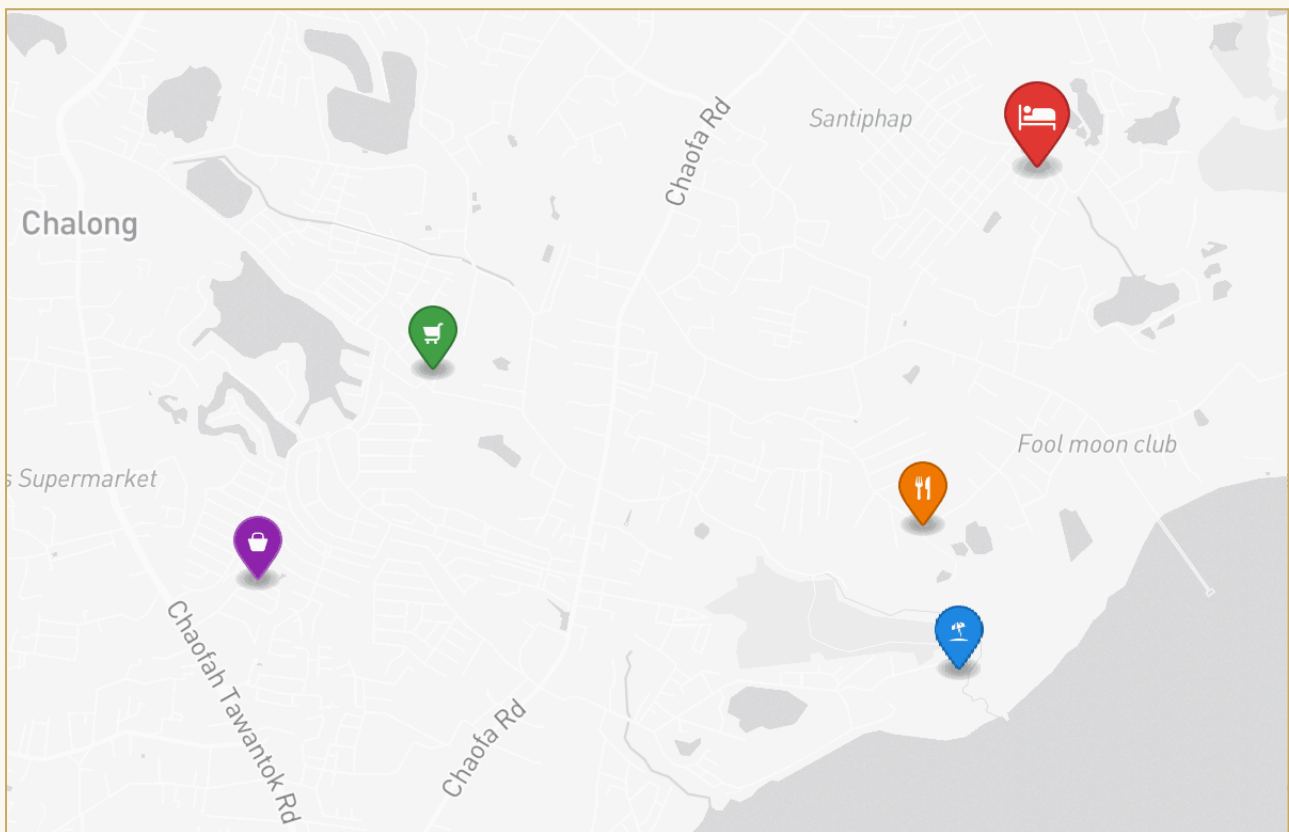 Santiphap
Chaofa Rd
Chalong
Fool moon club
s Supermarket
Chaofah Tawantok Rd
Chaofa Rd